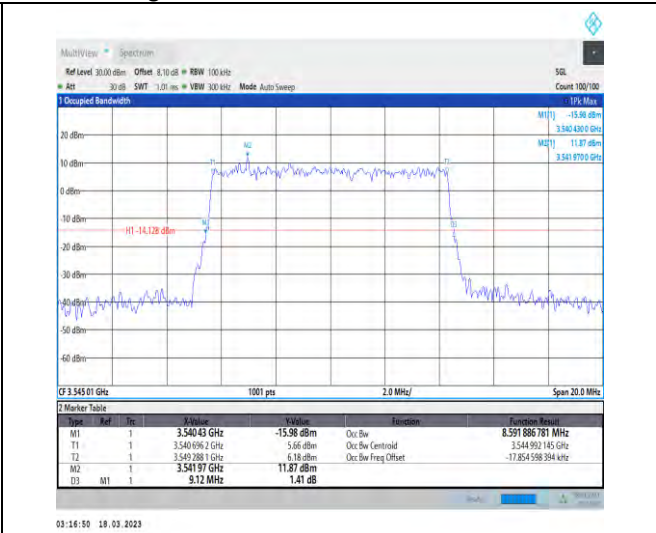 MultiView Spectrum
Ref Level 30.00 dBm Offset 8.10 dB RBW 100 kHz SGL
Att 30 dB SWT 1.01 ms VBW 300 kHz Mode Auto Sweep Count 100/100
1 Occupied Bandwidth 1Pk Max
M1[1] -15.98 dBm
3.540 430 0 GHz
M2[1] 11.87 dBm
3.541 970 0 GHz
20 dBm
M2
10 dBm
T1
0 dBm
-10 dBm
H1 -14.128 dBm
-20 dBm
-30 dBm
-40 dBm
-50 dBm
-60 dBm
CF 3.545 01 GHz 1001 pts 2.0 MHz/ Span 20.0 MHz
2 Marker Table
Type Ref Trc X-Value Y-Value Function Function Result
M1 1 3.540 43 GHz -15.98 dBm Occ Bw 8.591 886 781 MHz
T1 1 3.540 696 2 GHz 5.66 dBm Occ Bw Centroid 3.544 992 145 GHz
T2 1 3.549 288 1 GHz 6.18 dBm Occ Bw Freq Offset -17.854 598 394 kHz
M2 1 3.541 97 GHz 11.87 dBm
D3 M1 1 9.12 MHz 1.41 dB
03:16:50 18.03.2023